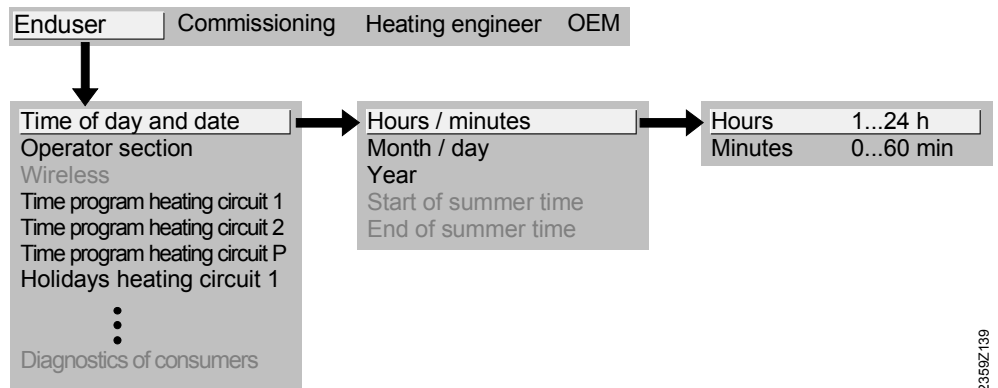 Enduser Commissioning Heating engineer OEM
Time of day and date
Operator section
Wireless
Time program heating circuit 1
Time program heating circuit 2
Time program heating circuit P
Holidays heating circuit 1
Diagnostics of consumers
Hours / minutes
Month / day
Year
Start of summer time
End of summer time
Hours 1...24 h
Minutes 0...60 min
2359Z139